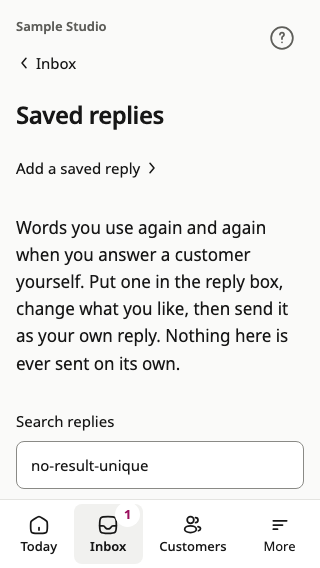 Sample Studio
?
Inbox
Saved replies
Add a saved reply
Words you use again and again
when you answer a customer
yourself. Put one in the reply box,
change what you like, then send it
as your own reply. Nothing here is
ever sent on its own.
Search replies
no-result-unique
1
Today
Inbox
Customers
More